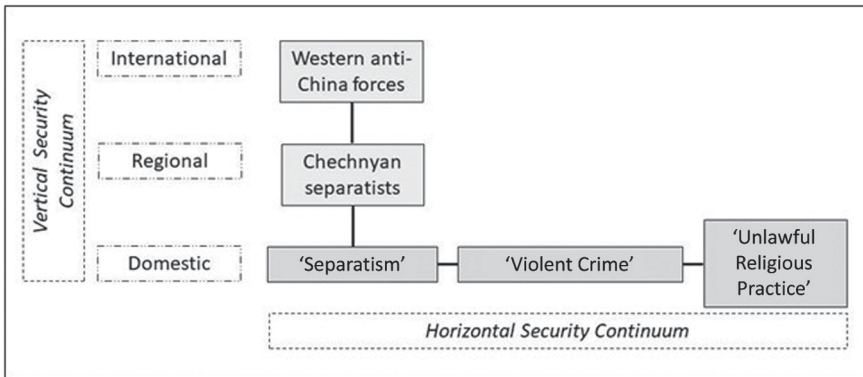 Vertical Security
Continuum
International
Western anti-
China forces
Regional
Chechnyan
separatists
Domestic
‘Separatism’
‘Violent Crime’
‘Unlawful
Religious
Practice’
Horizontal Security Continuum